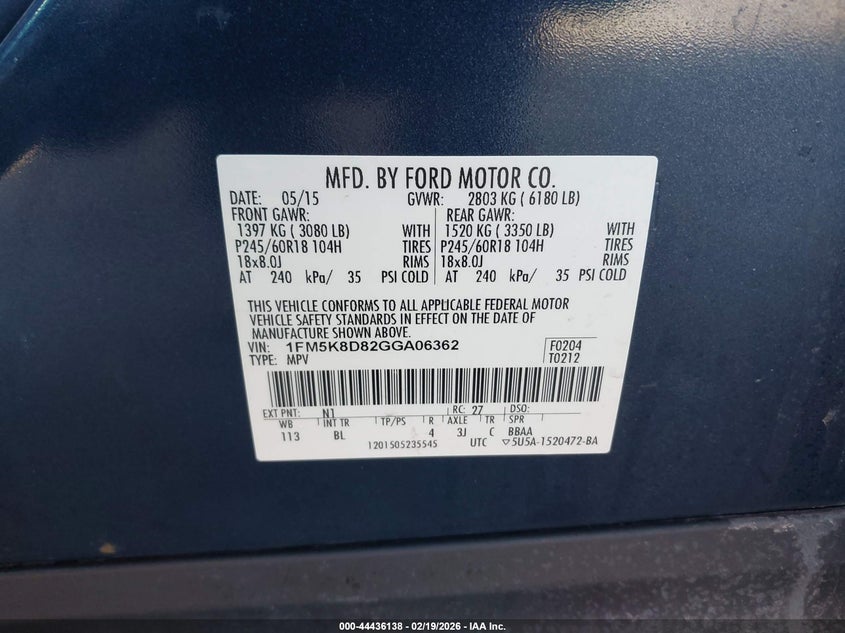 MFD. BY FORD MOTOR CO.
DATE: 05/15 GVWR: 2803 KG ( 6180 LB)
FRONT GAWR: REAR GAWR:
1397 KG ( 3080 LB) WITH 1520 KG ( 3350 LB) WITH
P245/60R18 104H TIRES P245/60R18 104H TIRES
18x8.0J RIMS 18x8.0J RIMS
AT 240 kPa/ 35 PSI COLD AT 240 kPa/ 35 PSI COLD
THIS VEHICLE CONFORMS TO ALL APPLICABLE FEDERAL MOTOR
VEHICLE SAFETY STANDARDS IN EFFECT ON THE DATE OF
MANUFACTURE SHOWN ABOVE.
VIN: 1FM5K8D82GGA06362 F0204
TYPE: MPV T0212
EXT PNT: N1 RC: 27 DSO:
WB INT TR TP/PS R AXLE TR SPR
113 BL 4 3J C BBAA
1201505235545 UTC ▽5U5A-1520472-BA
000-44436138 - 02/19/2026 - IAA Inc.